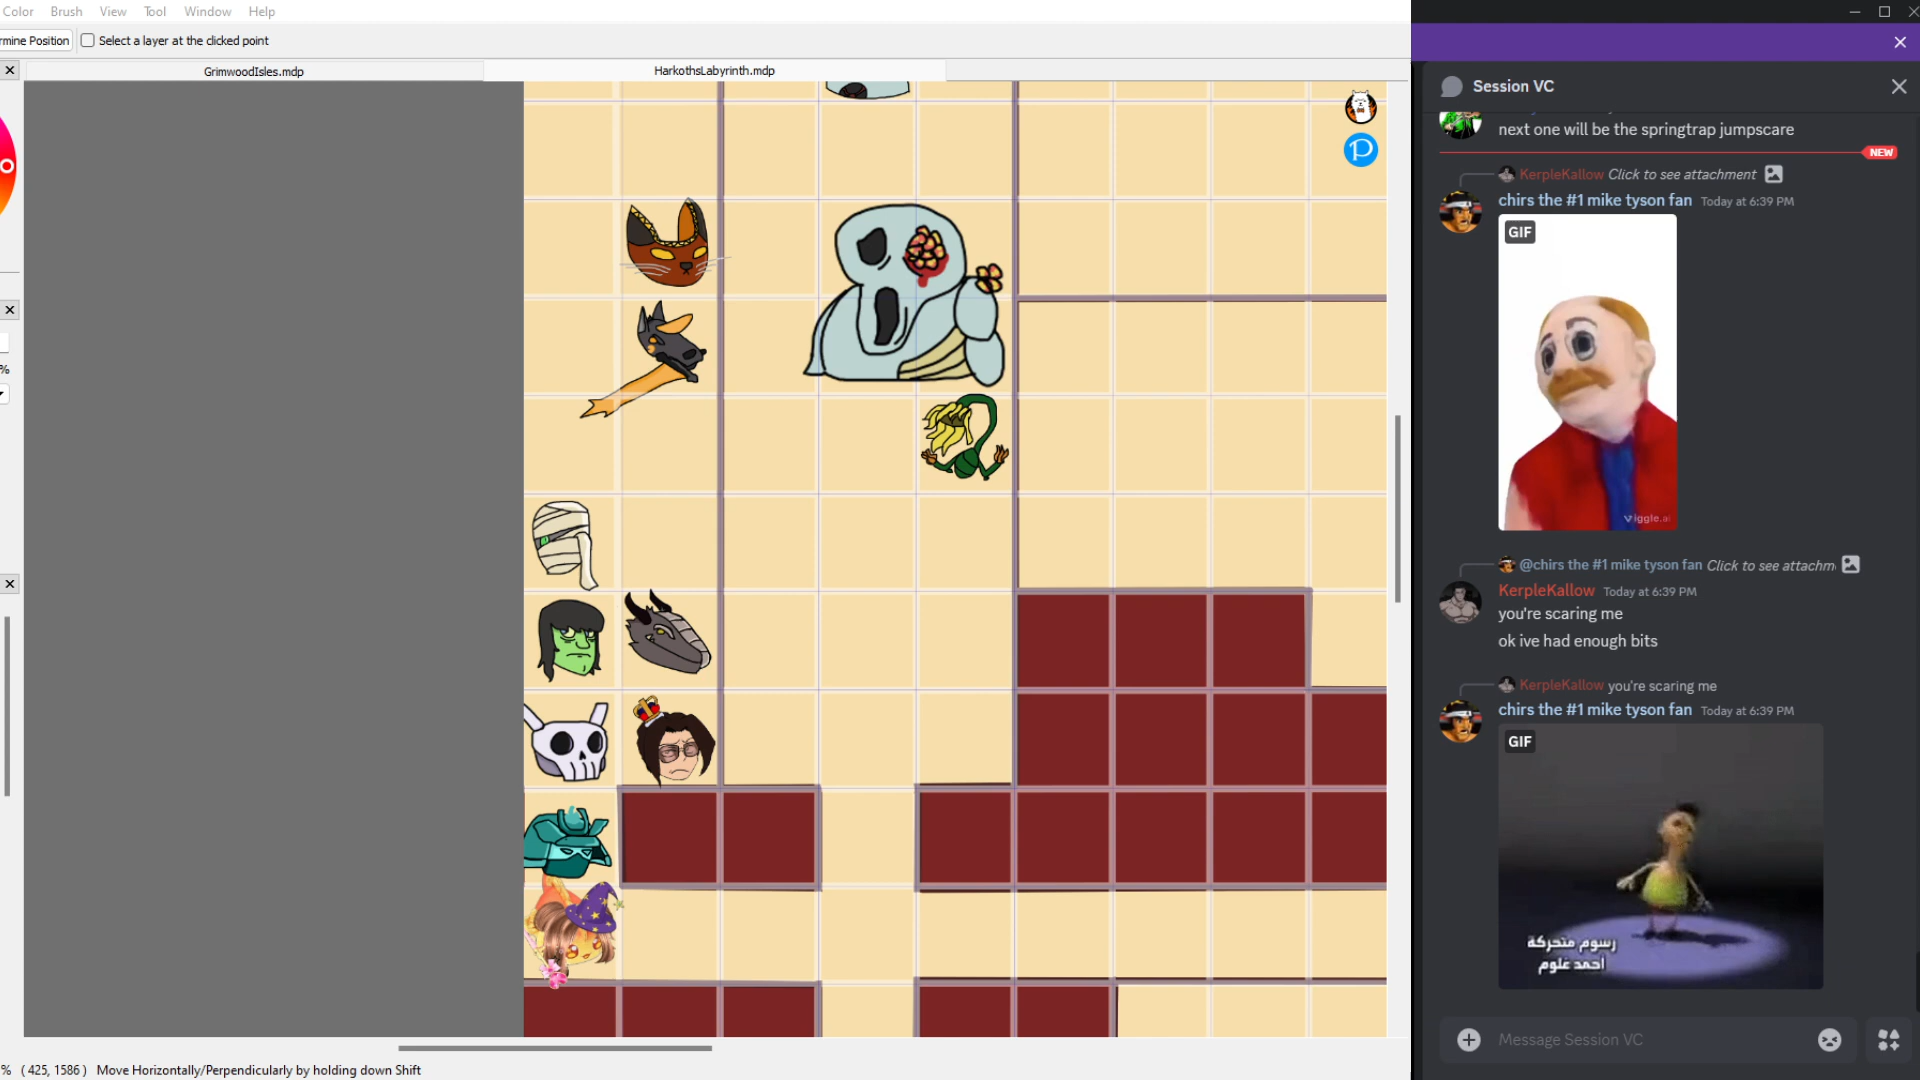 Color Brush View Tool Window Help
rmine Position Select a layer at the clicked point
GrimwoodIsles.mdp HarkothsLabyrinth.mdp
%
% ( 425, 1586 ) Move Horizontally/Perpendicularly by holding down Shift
Session VC
next one will be the springtrap jumpscare
NEW
KerpleKallow Click to see attachment
chirs the #1 mike tyson fan Today at 6:39 PM
GIF
Viggle.ai
@chirs the #1 mike tyson fan Click to see attachm
KerpleKallow Today at 6:39 PM
you're scaring me
ok ive had enough bits
KerpleKallow you're scaring me
chirs the #1 mike tyson fan Today at 6:39 PM
GIF
رسوم متحركة
احمد غلوم
Message Session VC